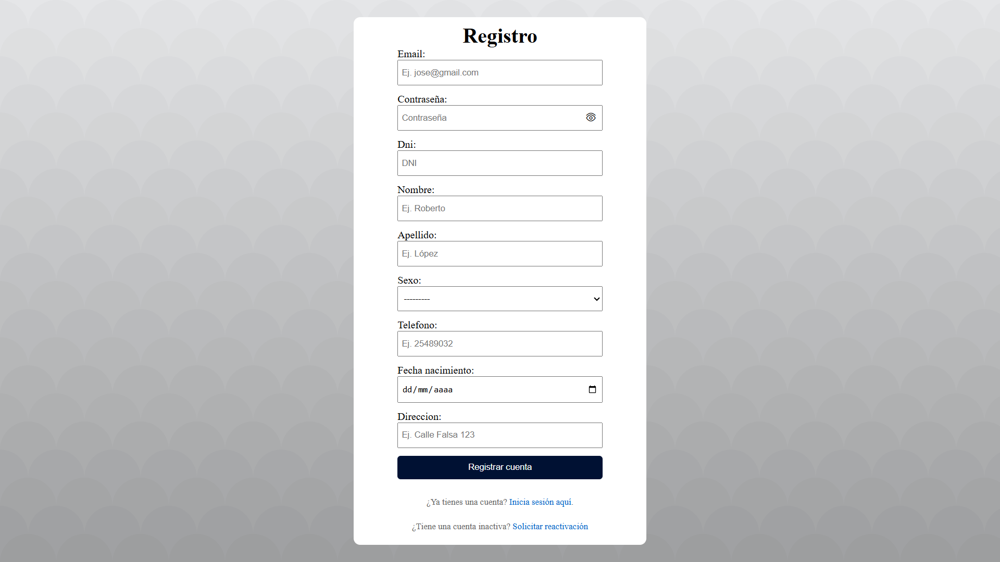 Registro
Email:
Ej. jose@gmail.com
Contraseña:
Contraseña
Dni:
DNI
Nombre:
Ej. Roberto
Apellido:
Ej. López
Sexo:
---------
Telefono:
Ej. 25489032
Fecha nacimiento:
dd/mm/aaaa
Direccion:
Ej. Calle Falsa 123
Registrar cuenta
¿Ya tienes una cuenta? Inicia sesión aquí.
¿Tiene una cuenta inactiva? Solicitar reactivación